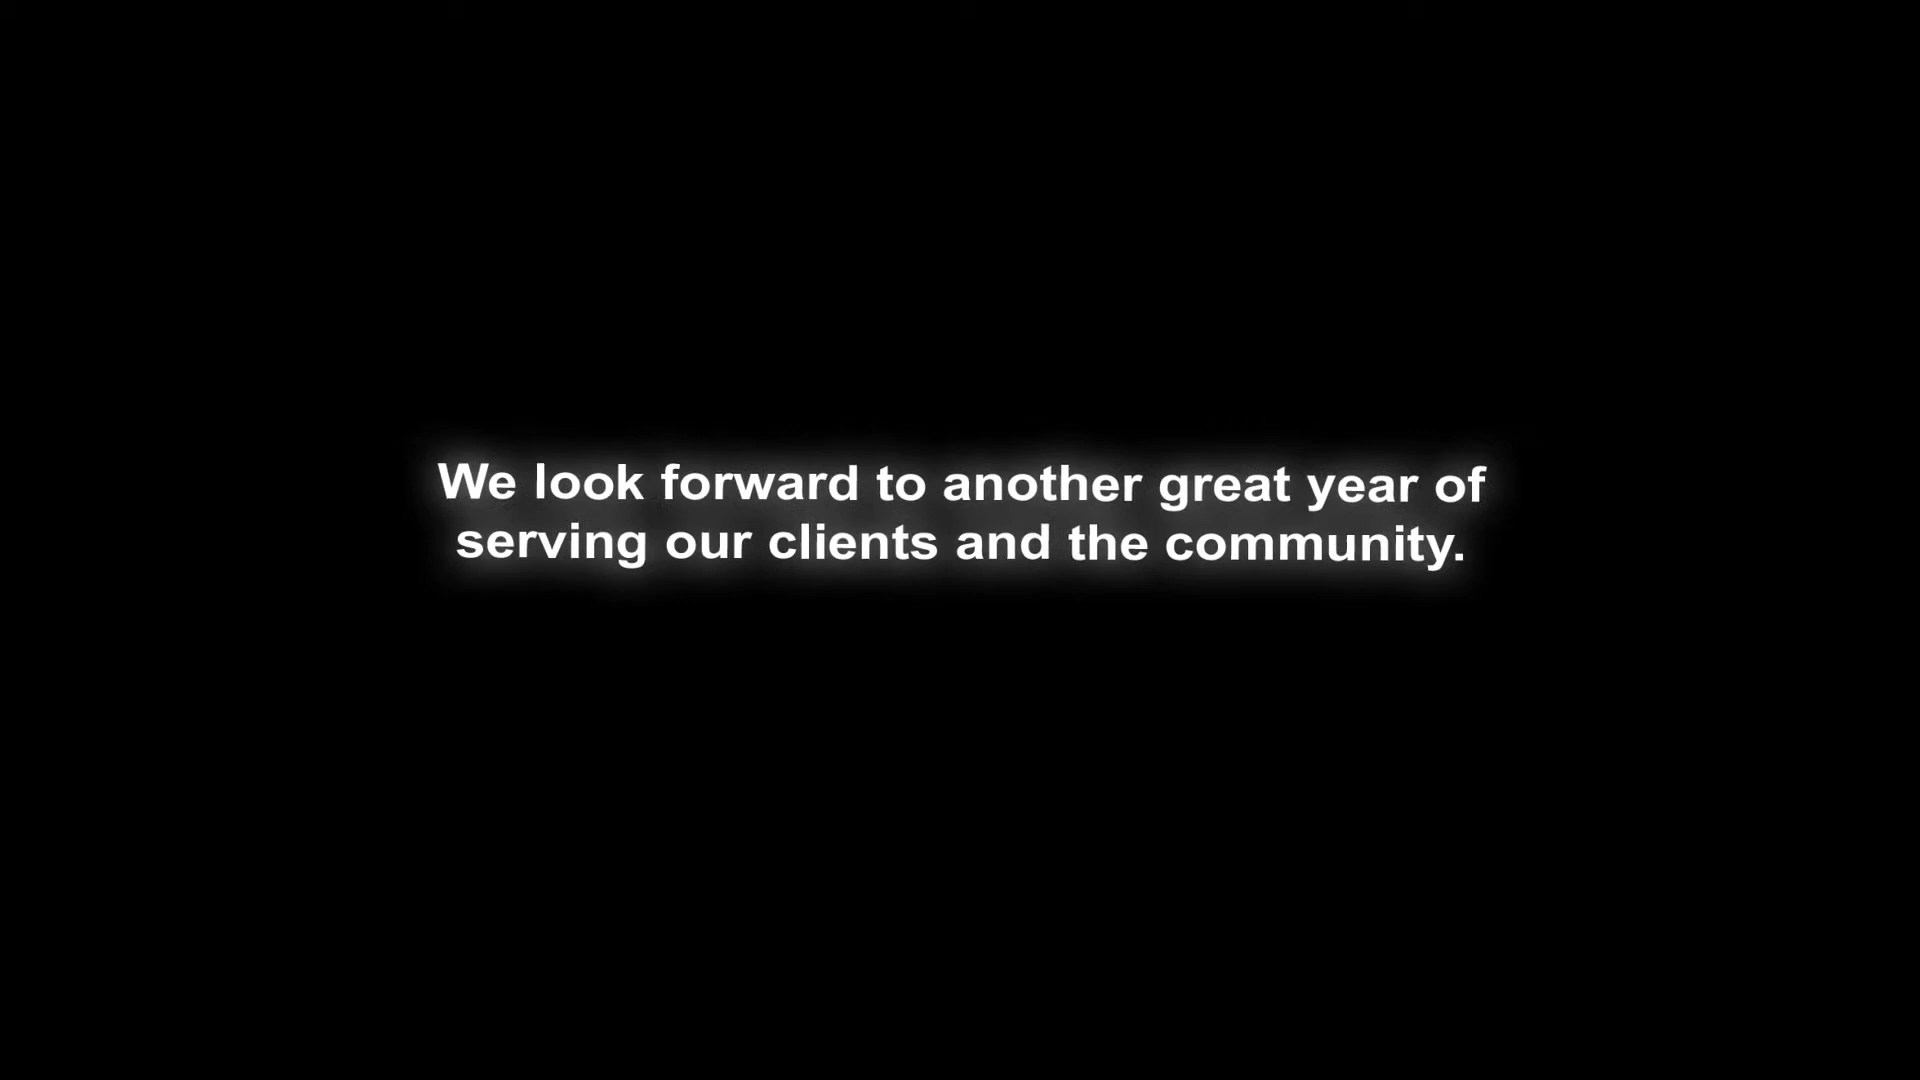 We look forward to another great year of
serving our clients and the community.